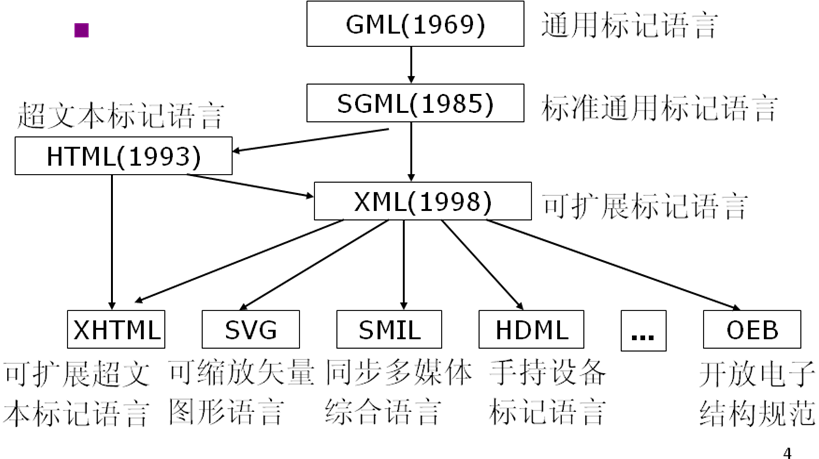 GML(1969)
通用标记语言
SGML(1985)
标准通用标记语言
超文本标记语言
HTML(1993)
XML(1998)
可扩展标记语言
XHTML
SVG
SMIL
HDML
...
OEB
可扩展超文
本标记语言
可缩放矢量
图形语言
同步多媒体
综合语言
手持设备
标记语言
开放电子
结构规范
4